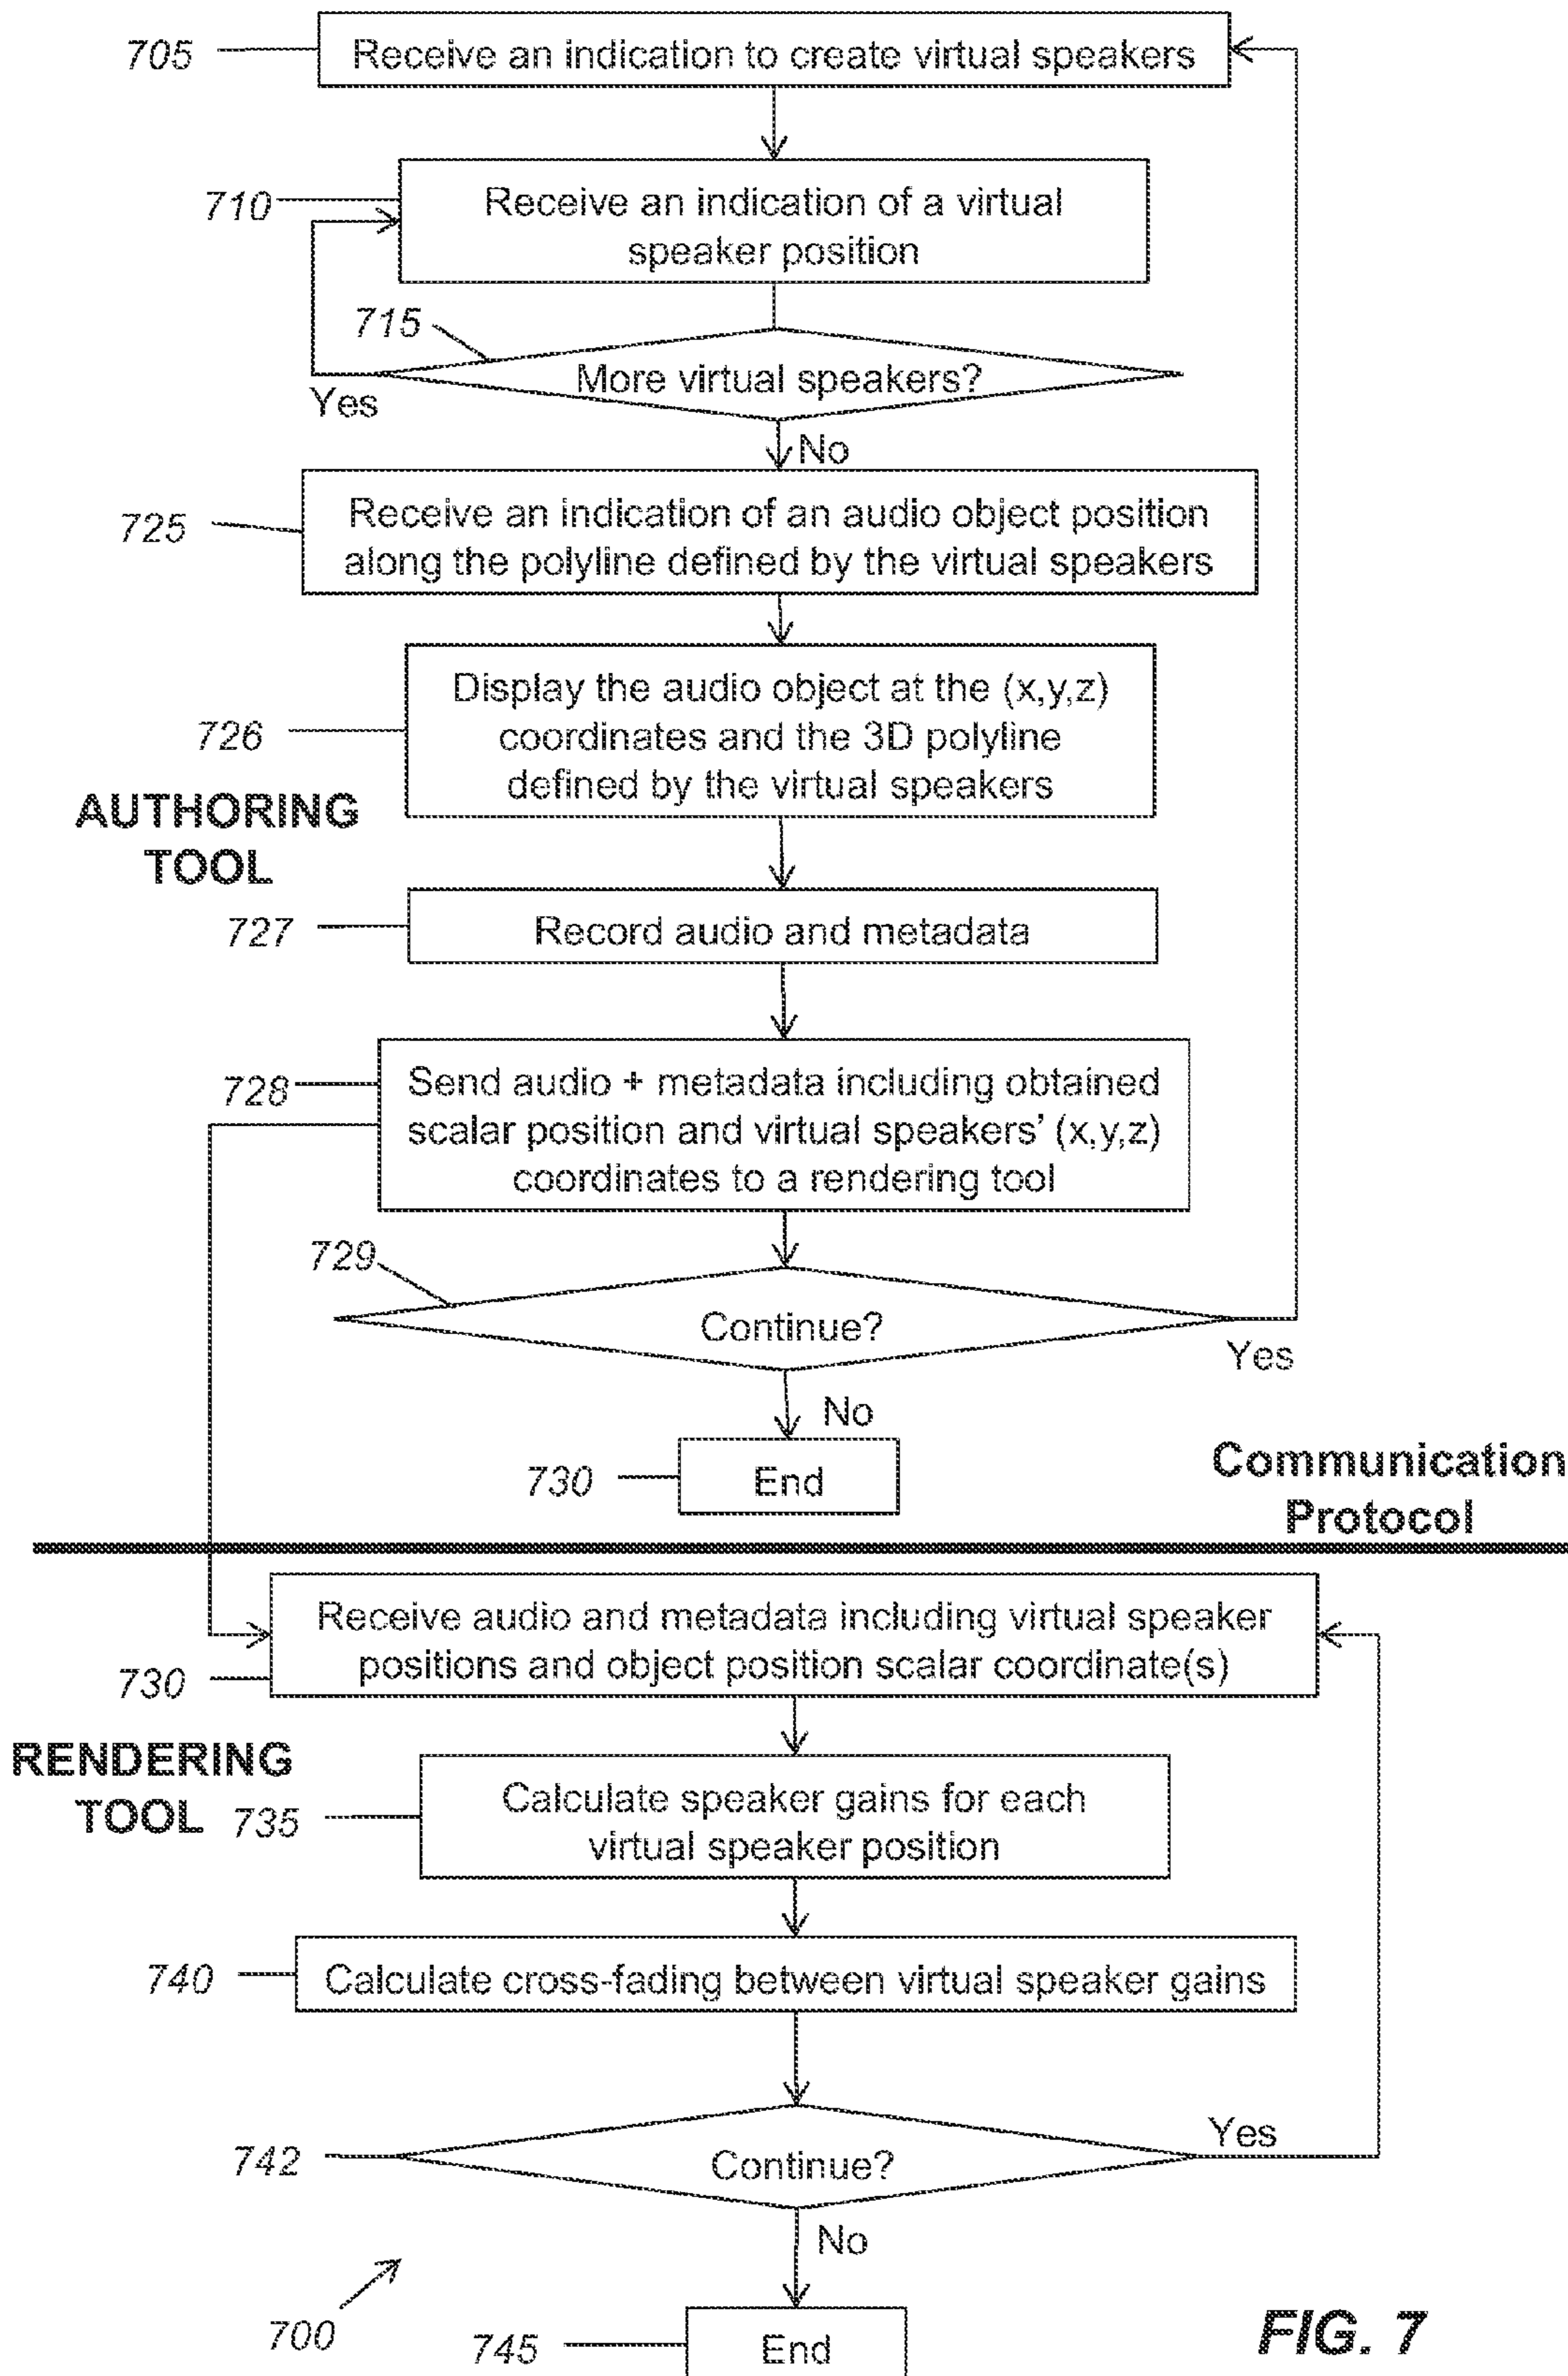 705
Receive an indication to create virtual speakers
710
Receive an indication of a virtual
speaker position
715
More virtual speakers?
Yes
No
725
Receive an indication of an audio object position
along the polyline defined by the virtual speakers
726
Display the audio object at the (x,y,z)
coordinates and the 3D polyline
defined by the virtual speakers
AUTHORING
TOOL
727
Record audio and metadata
728
Send audio + metadata including obtained
scalar position and virtual speakers' (x,y,z)
coordinates to a rendering tool
729
Continue?
Yes
No
730
End
Communication
Protocol
Receive audio and metadata including virtual speaker
positions and object position scalar coordinate(s)
730
RENDERING
TOOL
735
Calculate speaker gains for each
virtual speaker position
740
Calculate cross-fading between virtual speaker gains
742
Continue?
Yes
No
700
745
End
FIG. 7